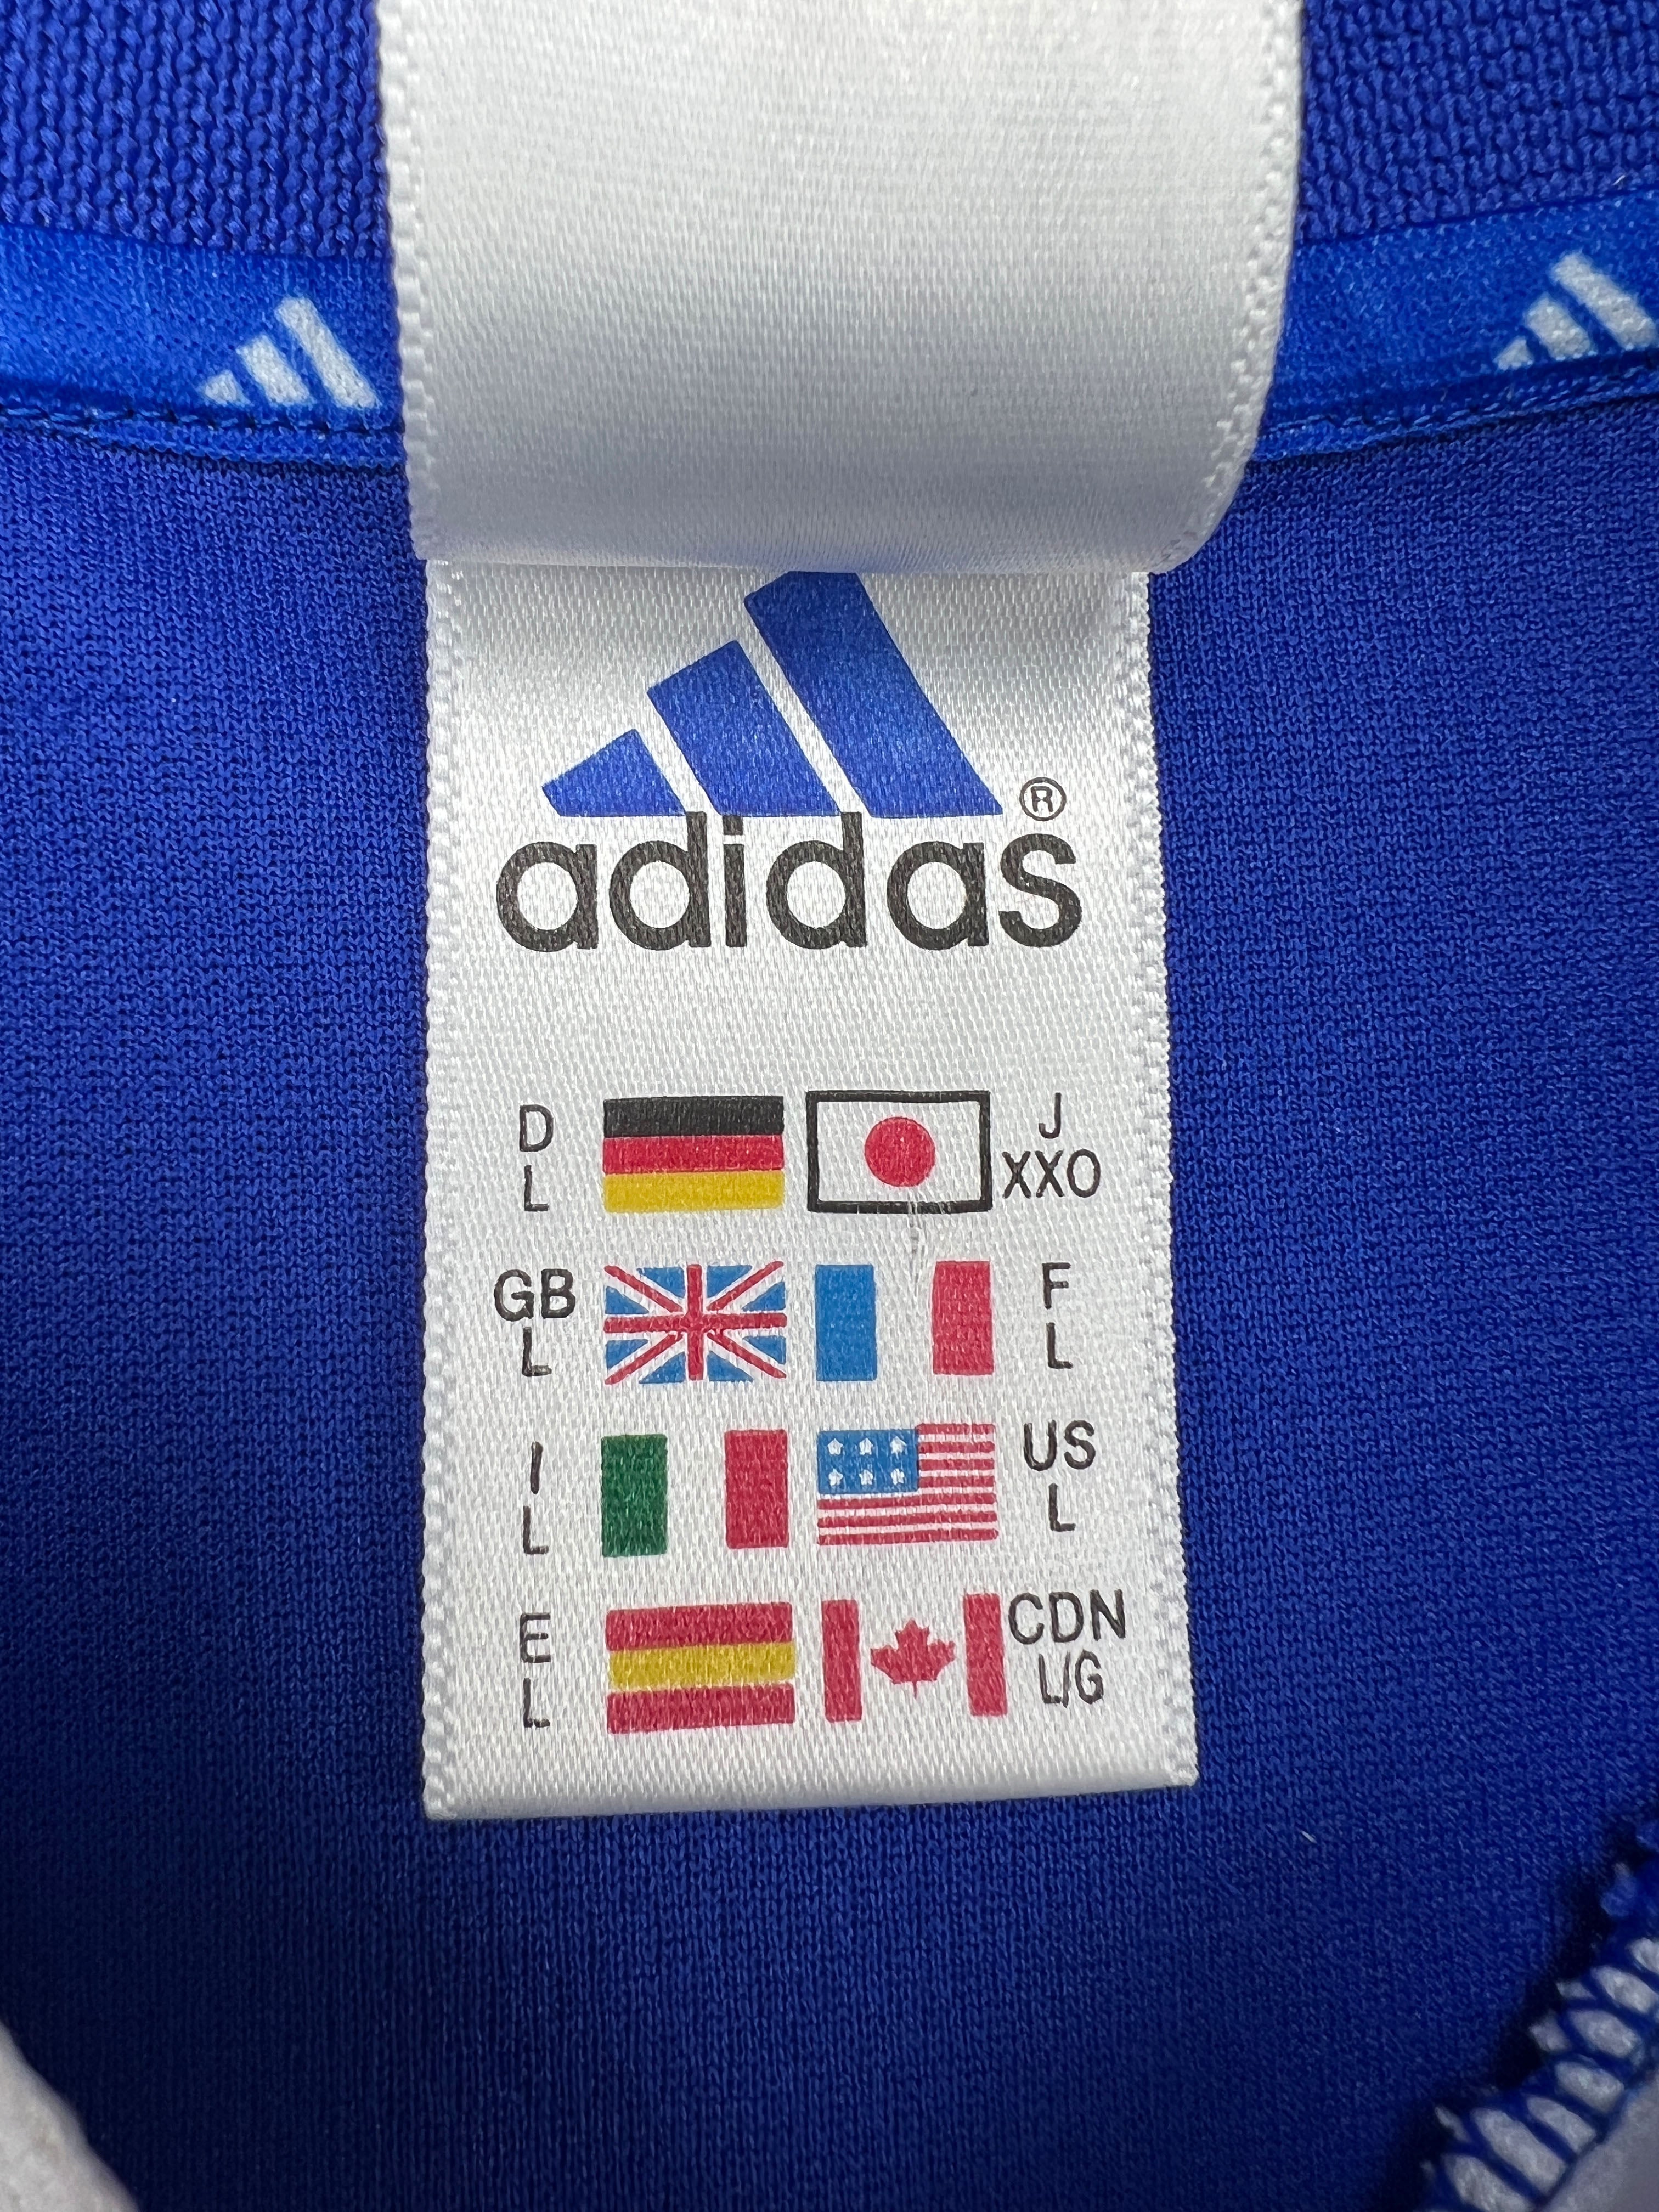 adidas®
D J
L XXO
GB F
L L
I US
L L
E CDN
L L/G